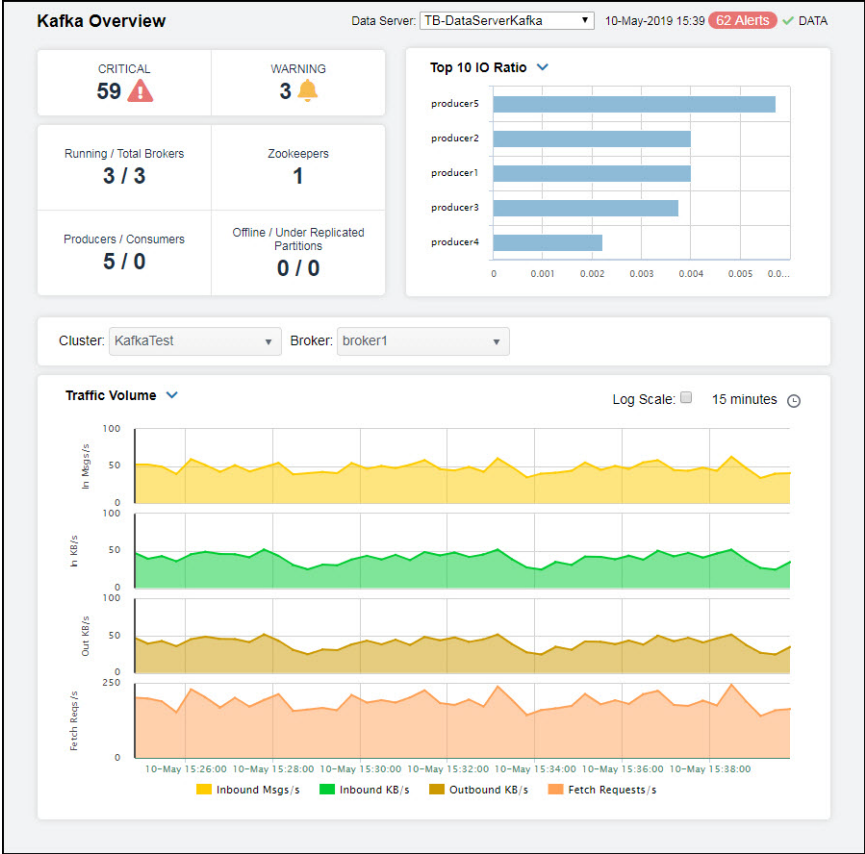 Kafka Overview
Data Server: TB-DataServerKafka 10-May-2019 15:39 62 Alerts DATA
CRITICAL
59
WARNING
3
Running / Total Brokers
3 / 3
Zookeepers
1
Producers / Consumers
5 / 0
Offline / Under Replicated
Partitions
0 / 0
Top 10 IO Ratio
producer5
producer2
producer1
producer3
producer4
0 0.001 0.002 0.003 0.004 0.005 0.0...
Cluster: KafkaTest Broker: broker1
Traffic Volume
Log Scale: 15 minutes
In Msgs/s
100
50
0
In KB/s
100
50
0
Out KB/s
100
50
0
Fetch Reqs/s
250
0
10-May 15:26:00 10-May 15:28:00 10-May 15:30:00 10-May 15:32:00 10-May 15:34:00 10-May 15:36:00 10-May 15:38:00
Inbound Msgs/s Inbound KB/s Outbound KB/s Fetch Requests/s